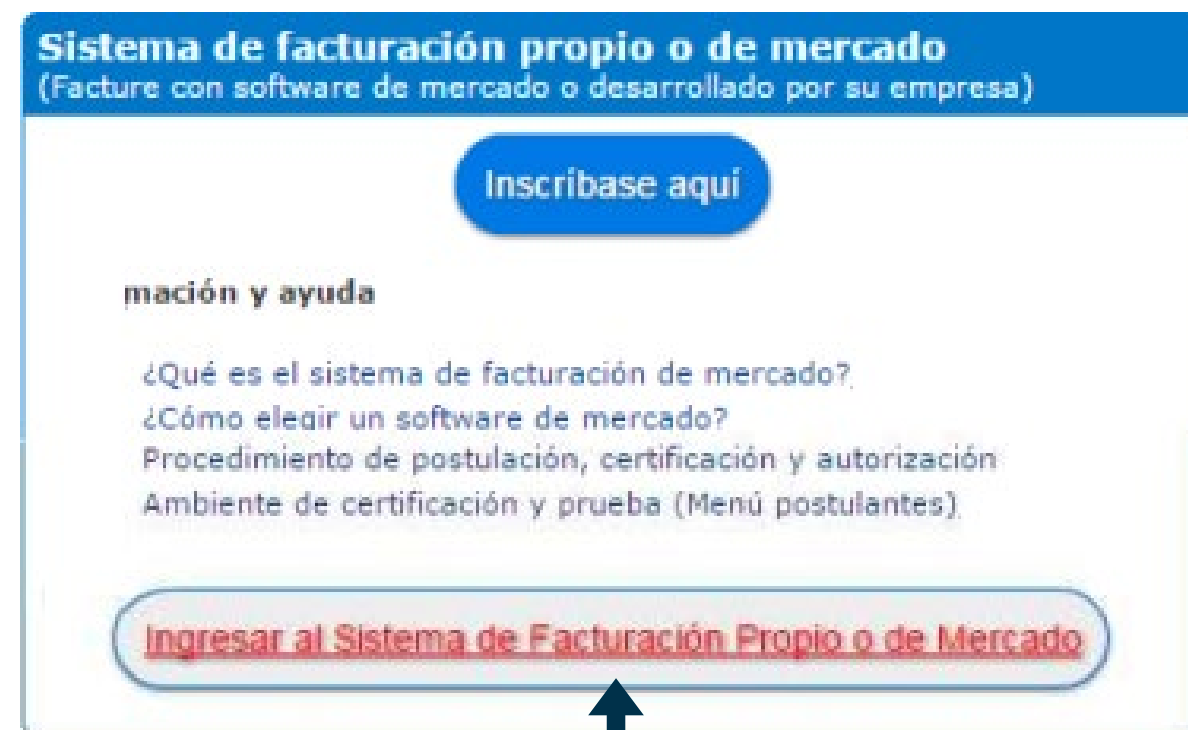 Sistema de facturación propio o de mercado
(Facture con software de mercado o desarrollado por su empresa)
Inscríbase aquí
mación y ayuda
¿Qué es el sistema de facturación de mercado?
¿Cómo elegir un software de mercado?
Procedimiento de postulación, certificación y autorización
Ambiente de certificación y prueba (Menú postulantes)
Ingresar al Sistema de Facturación Propio o de Mercado